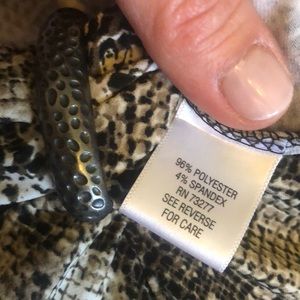 96% POLYESTER
4% SPANDEX
RN 73277
SEE REVERSE
FOR CARE